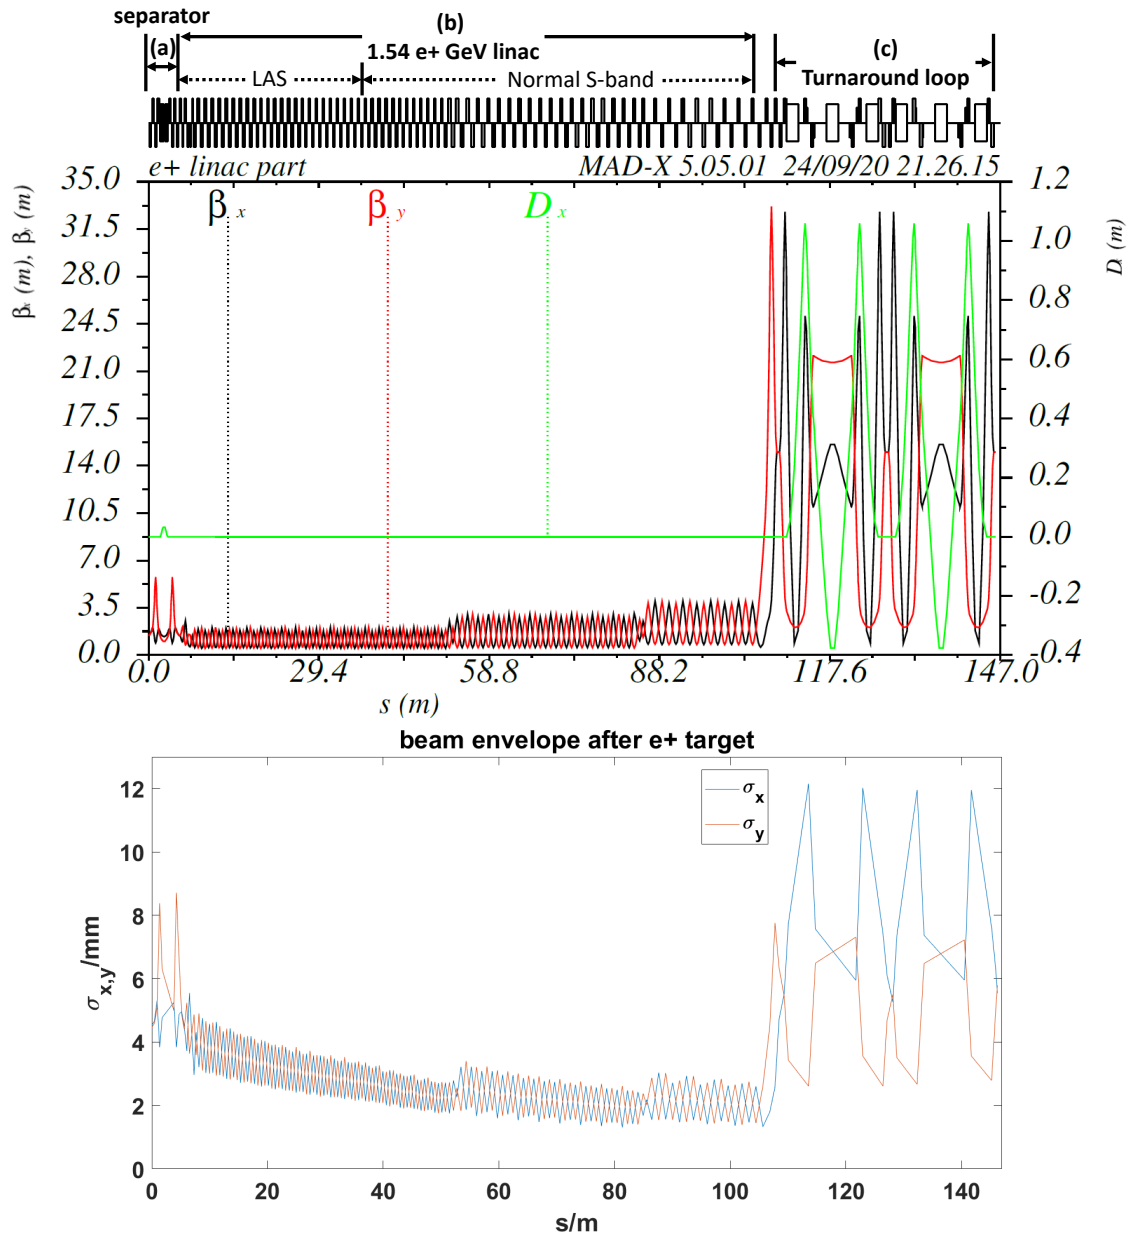 separator
(a) (b) (c)
1.54 e+ GeV linac
LAS Normal S-band Turnaround loop
e+ linac part MAD-X 5.05.01 24/09/20 21.26.15
βx (m), βy (m)
35.0
31.5
28.0
24.5
21.0
17.5
14.0
10.5
7.0
3.5
0.0
βx βy Dx
1.2
1.0
0.8
0.6
0.4
0.2
0.0
-0.2
-0.4
Dx (m)
0.0 29.4 58.8 88.2 117.6 147.0
s (m)
beam envelope after e+ target
σx,y/mm
12
10
8
6
4
2
0
σx
σy
0 20 40 60 80 100 120 140
s/m